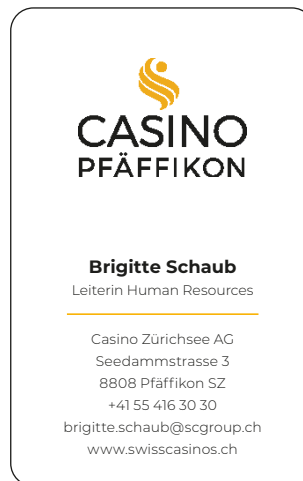 CASINO
PFÄFFIKON
Brigitte Schaub
Leiterin Human Resources
Casino Zürichsee AG
Seedammstrasse 3
8808 Pfäffikon SZ
+41 55 416 30 30
brigitte.schaub@scgroup.ch
www.swisscasinos.ch